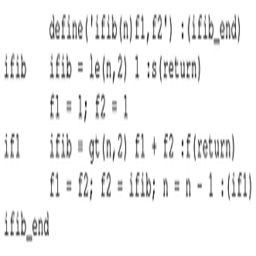 define('ifib(n)f1,f2') :(ifib_end)
ifib ifib = le(n,2) 1 :s(return)
f1 = 1; f2 = 1
if1 ifib = gt(n,2) f1 + f2 :f(return)
f1 = f2; f2 = ifib; n = n - 1 :(if1)
ifib_end